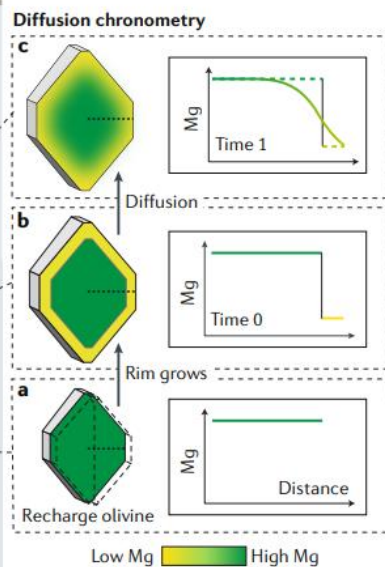 Diffusion chronometry
c
Mg
Time 1
Diffusion
b
Mg
Time 0
Rim grows
a
Mg
Distance
Recharge olivine
Low Mg
High Mg